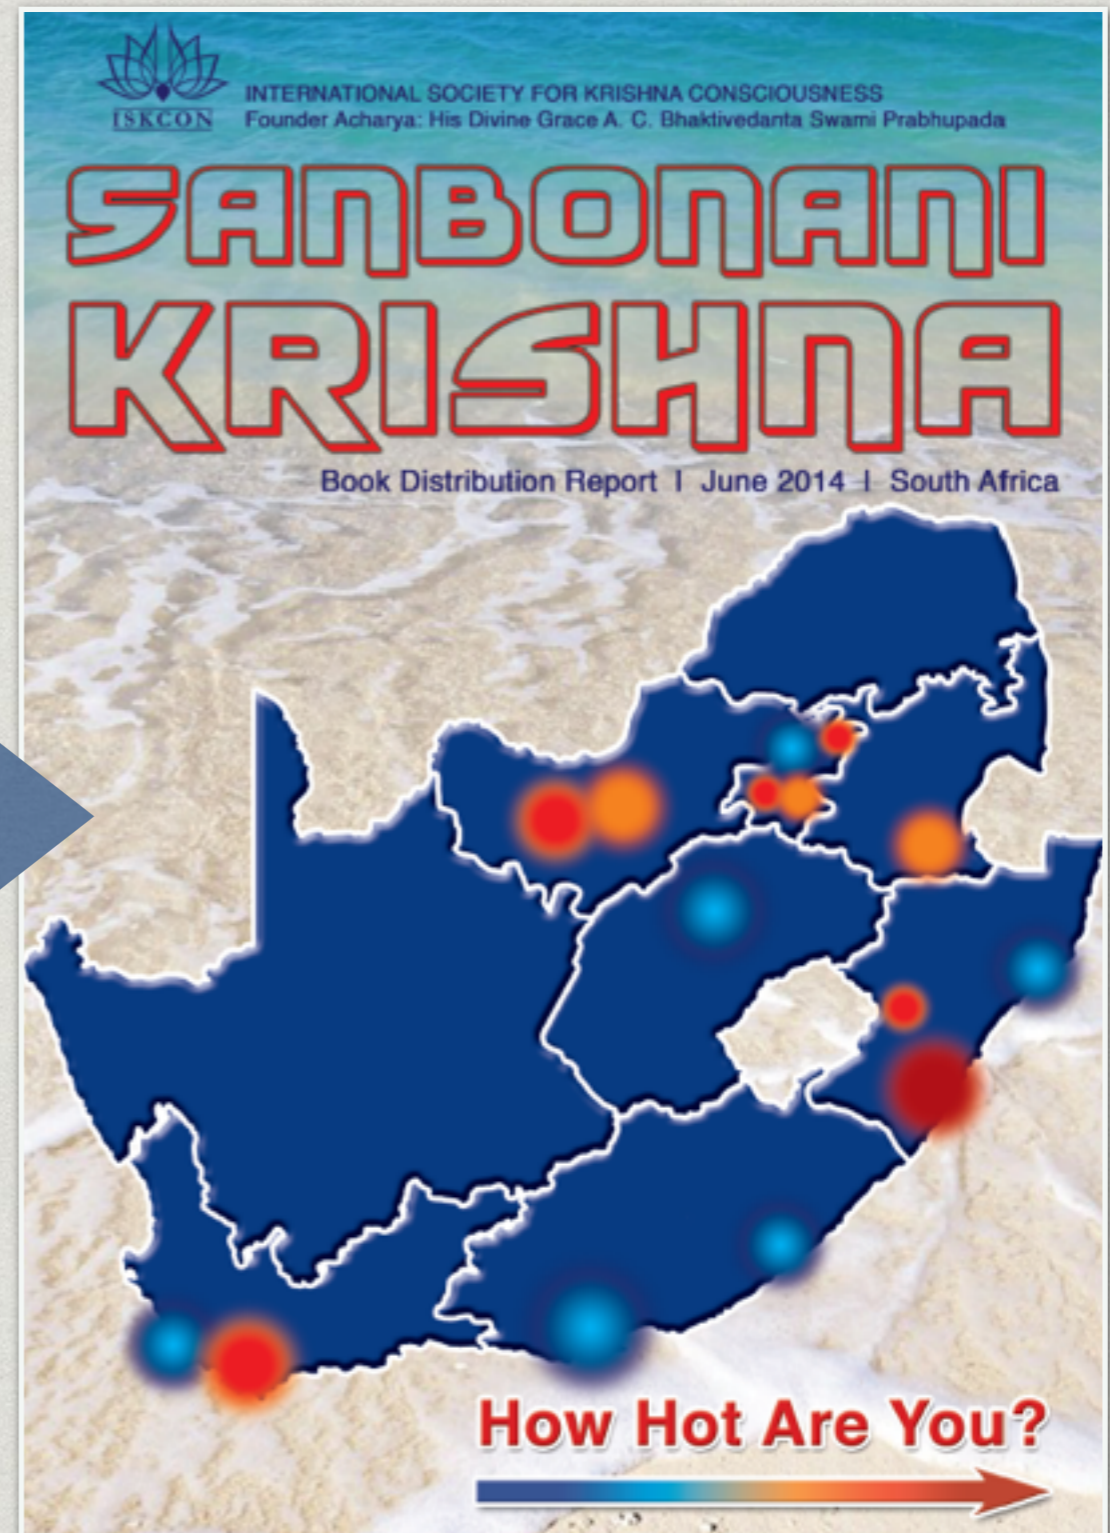 ISKCON
INTERNATIONAL SOCIETY FOR KRISHNA CONSCIOUSNESS
Founder Acharya: His Divine Grace A. C. Bhaktivedanta Swami Prabhupada
SANBONANI
KRISHNA
Book Distribution Report | June 2014 | South Africa
How Hot Are You?